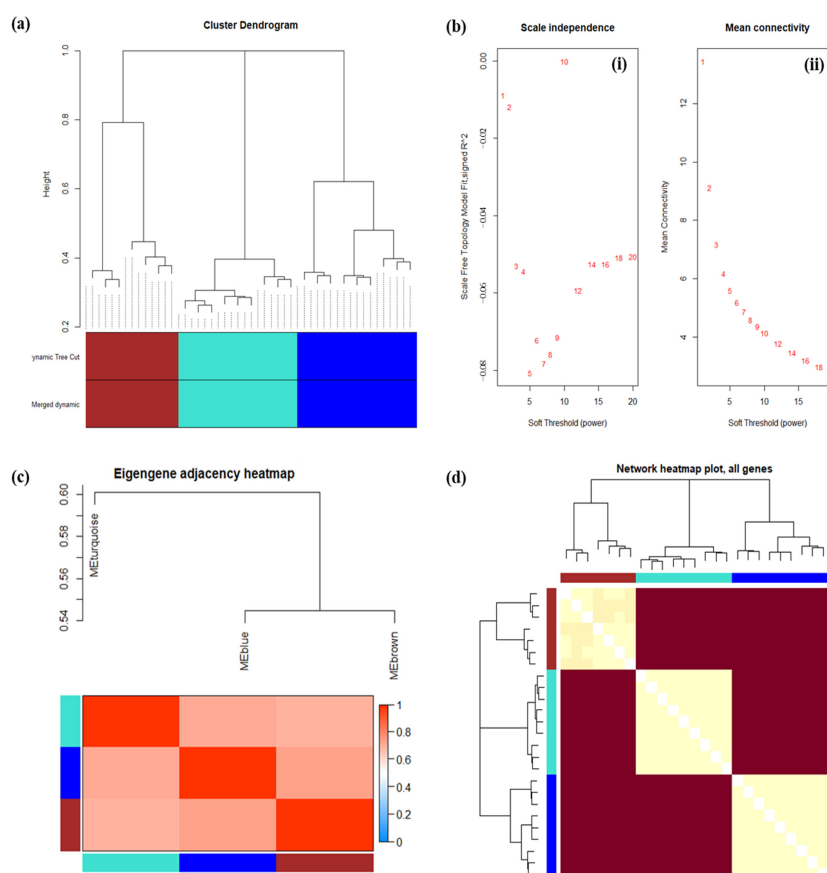 (a)
Cluster Dendrogram
Height
1.0
0.8
0.6
0.4
0.2
ynamic Tree Cut
Merged dynamic
(b)
Scale independence
(i)
Scale Free Topology Model Fit,signed R^2
0.00
−0.02
−0.04
−0.06
−0.08
1
2
3
4
5
6
7
8
9
10
12
14
16
18
20
5 10 15 20
Soft Threshold (power)
Mean connectivity
(ii)
Mean Connectivity
12
10
8
6
4
1
2
3
4
5
6
7
8
9
10
12
14
16
18
5 10 15
Soft Threshold (power)
(c)
Eigengene adjacency heatmap
0.60
0.58
0.56
0.54
MEturquoise
MEblue
MEbrown
1
0.8
0.6
0.4
0.2
0
(d)
Network heatmap plot, all genes